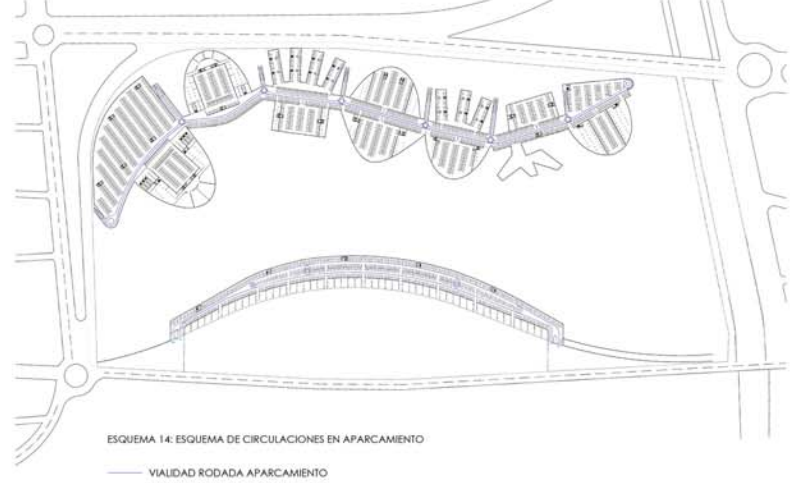 ESQUEMA 14: ESQUEMA DE CIRCULACIONES EN APARCAMIENTO
VIALIDAD RODADA APARCAMIENTO